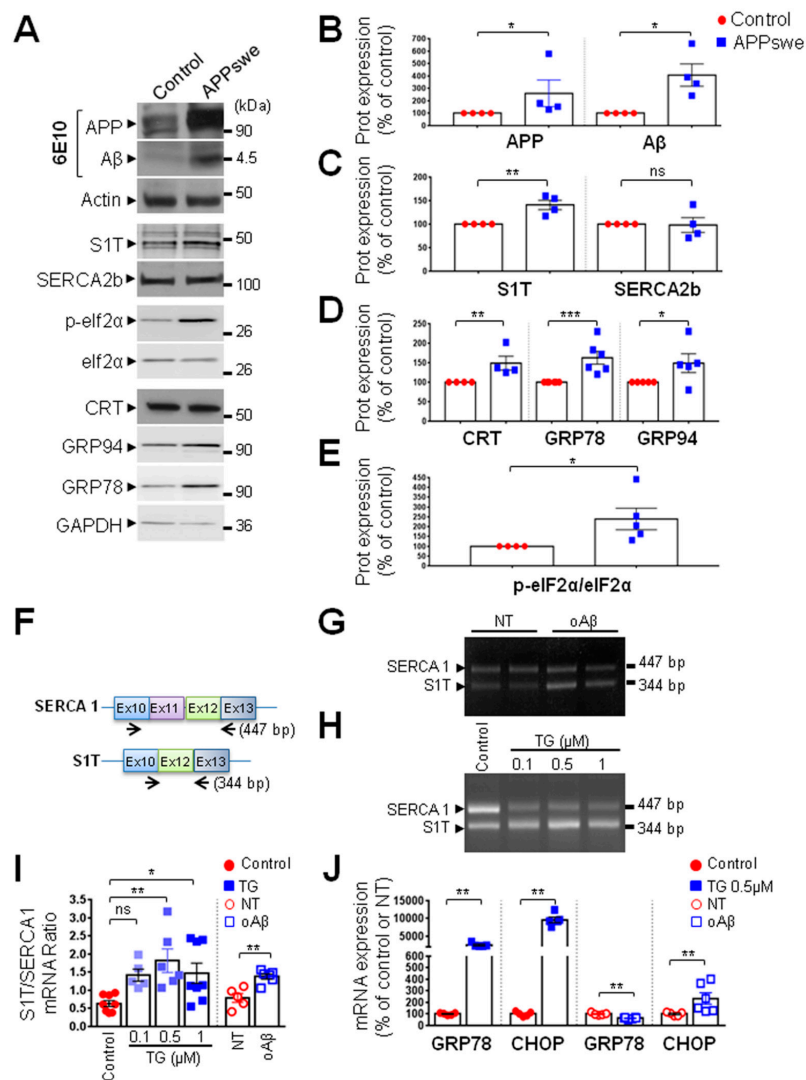 A
Control
APPswe
(kDa)
6E10
APP
90
Aβ
4.5
Actin
50
S1T
50
SERCA2b
100
p-elf2α
26
elf2α
26
CRT
50
GRP94
90
GRP78
90
GAPDH
36
B
Control
APPswe
Prot expression
(% of control)
700
600
500
400
300
200
100
0
*
*
APP
Aβ
C
Prot expression
(% of control)
200
150
100
50
0
**
ns
S1T
SERCA2b
D
Prot expression
(% of control)
250
200
150
100
50
0
**
***
*
CRT
GRP78
GRP94
E
Prot expression
(% of control)
450
400
350
300
250
200
150
100
50
0
*
p-eIF2α/eIF2α
F
SERCA 1
Ex10
Ex11
Ex12
Ex13
(447 bp)
S1T
Ex10
Ex12
Ex13
(344 bp)
G
NT
oAβ
SERCA 1
447 bp
S1T
344 bp
H
Control
TG (μM)
0.1
0.5
1
SERCA 1
447 bp
S1T
344 bp
I
Control
TG
NT
oAβ
S1T/SERCA1
mRNA Ratio
3.5
3.0
2.5
2.0
1.5
1.0
0.5
0.0
ns
**
*
**
Control
0.1
0.5
1
TG (μM)
NT
oAβ
J
Control
TG 0.5μM
NT
oAβ
mRNA expression
(% of control or NT)
15000
10000
5000
1000
600
400
200
100
0
**
**
**
**
GRP78
CHOP
GRP78
CHOP